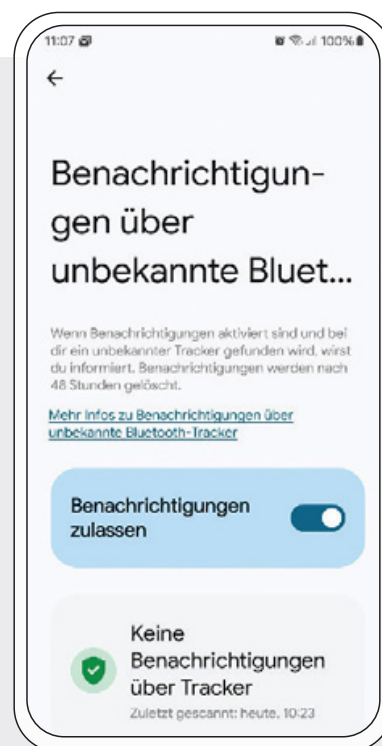 11:07
100%
Benachrichtigun-
gen über
unbekannte Bluet...
Wenn Benachrichtigungen aktiviert sind und bei
dir ein unbekannter Tracker gefunden wird, wirst
du informiert. Benachrichtigungen werden nach
48 Stunden gelöscht.
Mehr Infos zu Benachrichtigungen über
unbekannte Bluetooth-Tracker
Benachrichtigungen
zulassen
Keine
Benachrichtigungen
über Tracker
Zuletzt gescannt: heute, 10:23